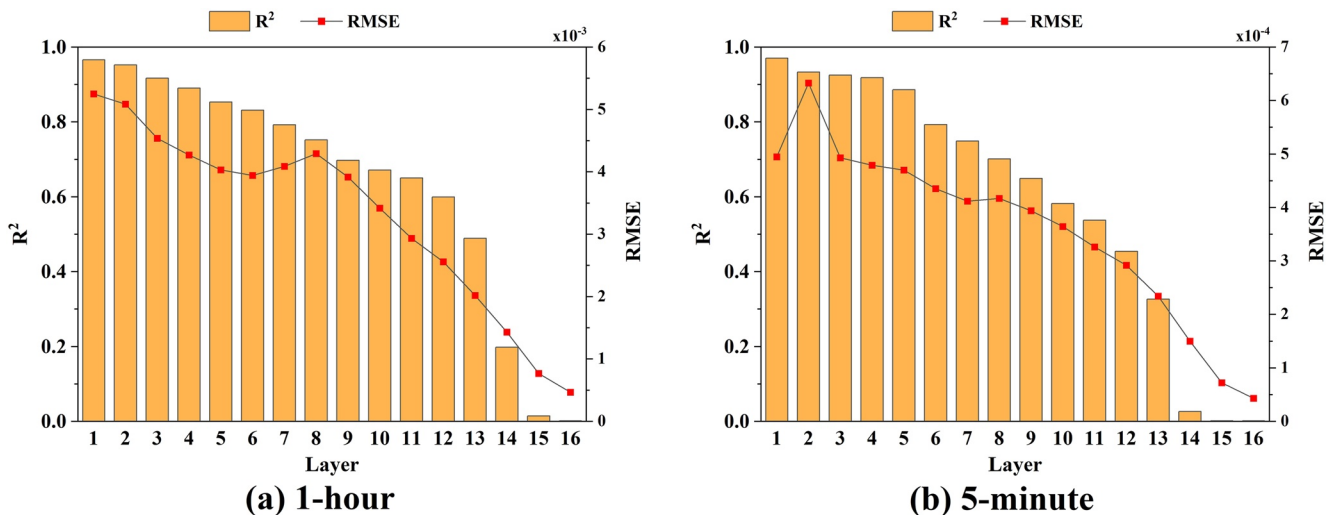 R² RMSE
x10⁻³
1.0 0.8 0.6 0.4 0.2 0.0
R²
6 5 4 3 2 1 0
RMSE
1 2 3 4 5 6 7 8 9 10 11 12 13 14 15 16
Layer
(a) 1-hour
R² RMSE
x10⁻⁴
1.0 0.8 0.6 0.4 0.2 0.0
R²
7 6 5 4 3 2 1 0
RMSE
1 2 3 4 5 6 7 8 9 10 11 12 13 14 15 16
Layer
(b) 5-minute